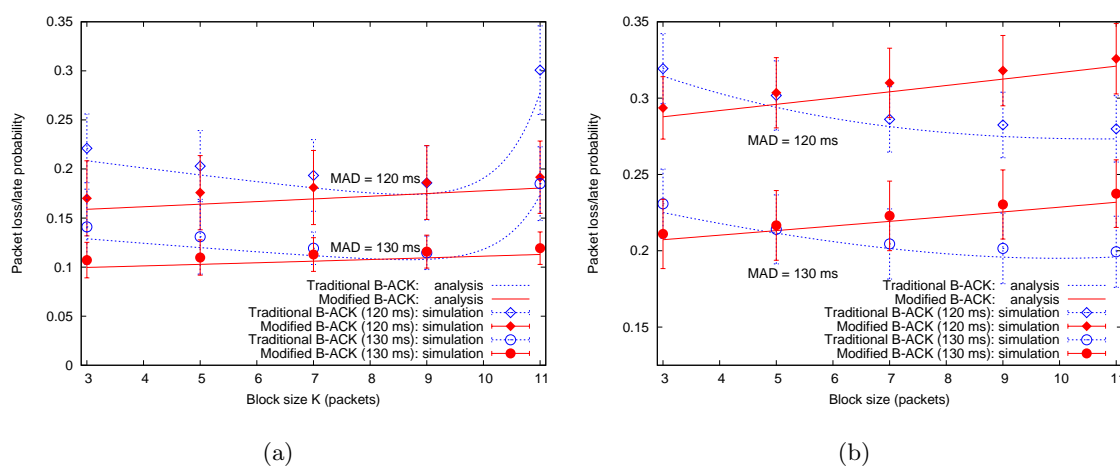 0.35
0.3
0.25
0.2
0.15
0.1
0.05
0
Packet loss/late probability
MAD = 120 ms
MAD = 130 ms
Traditional B-ACK: analysis
Modified B-ACK: analysis
Traditional B-ACK (120 ms): simulation
Modified B-ACK (120 ms): simulation
Traditional B-ACK (130 ms): simulation
Modified B-ACK (130 ms): simulation
3 4 5 6 7 8 9 10 11
Block size K (packets)
(a)
0.35
0.3
0.25
0.2
0.15
Packet loss/late probability
MAD = 120 ms
MAD = 130 ms
Traditional B-ACK: analysis
Modified B-ACK: analysis
Traditional B-ACK (120 ms): simulation
Modified B-ACK (120 ms): simulation
Traditional B-ACK (130 ms): simulation
Modified B-ACK (130 ms): simulation
3 4 5 6 7 8 9 10 11
Block size (packets)
(b)